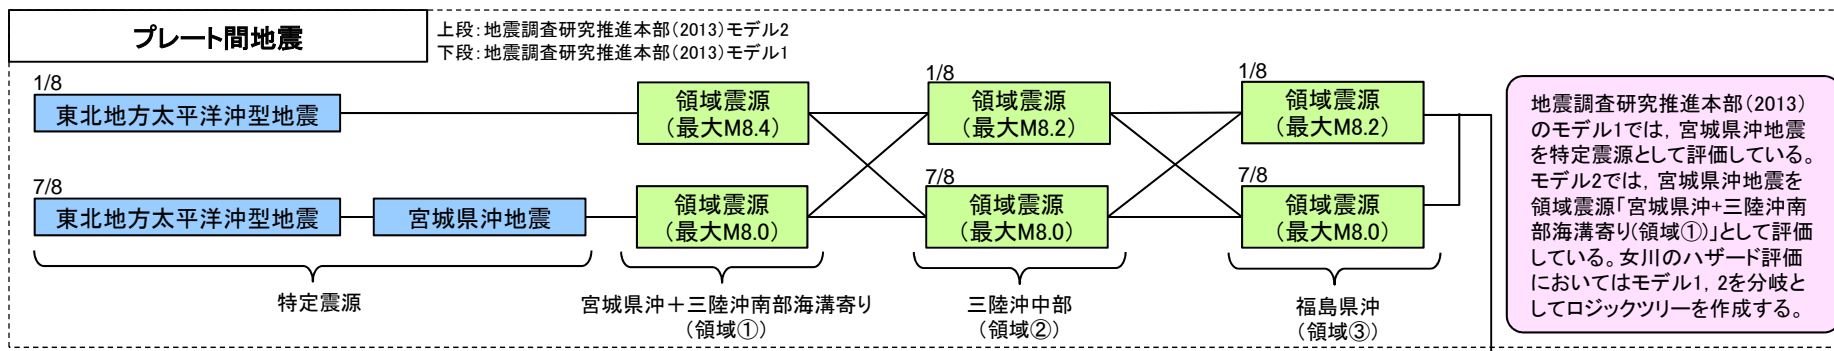 プレート間地震
上段:地震調査研究推進本部(2013)モデル2
下段:地震調査研究推進本部(2013)モデル1
1/8
東北地方太平洋沖型地震
領域震源
(最大M8.4)
1/8
領域震源
(最大M8.2)
1/8
領域震源
(最大M8.2)
7/8
東北地方太平洋沖型地震
宮城県沖地震
領域震源
(最大M8.0)
7/8
領域震源
(最大M8.0)
7/8
領域震源
(最大M8.0)
特定震源
宮城県沖+三陸沖南部海溝寄り
(領域①)
三陸沖中部
(領域②)
福島県沖
(領域③)
地震調査研究推進本部(2013)
のモデル1では,宮城県沖地震
を特定震源として評価している。
モデル2では,宮城県沖地震を
領域震源「宮城県沖+三陸沖南
部海溝寄り(領域①)」として評価
している。女川のハザード評価
においてはモデル1,2を分岐と
してロジックツリーを作成する。